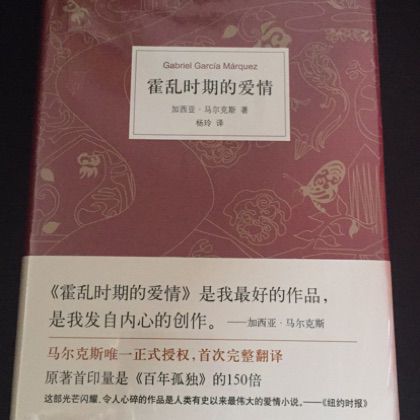 Gabriel García Márquez
霍乱时期的爱情
加西亚·马尔克斯 著
杨玲 译
《霍乱时期的爱情》是我最好的作品，
是我发自内心的创作。——加西亚·马尔克斯
马尔克斯唯一正式授权，首次完整翻译
原著首印量是《百年孤独》的150倍
这部光芒闪耀、令人心碎的作品是人类有史以来最伟大的爱情小说。——《纽约时报》